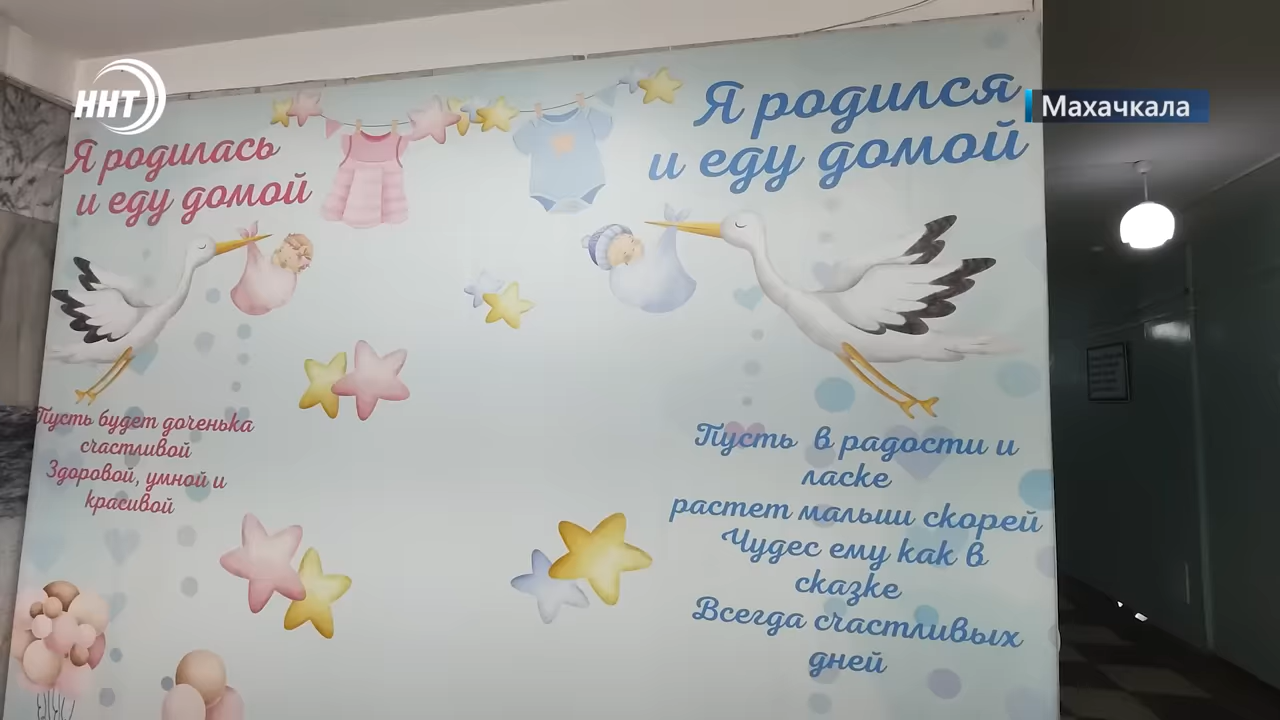 ННТ
Махачкала
Я родилась
и еду домой
Я родился
и еду домой
Пусть будет доченька
счастливой
Здоровой, умной и
красивой
Пусть в радости и
ласке
растет малыш скорей
Чудес ему как в
сказке
Всегда счастливых
дней